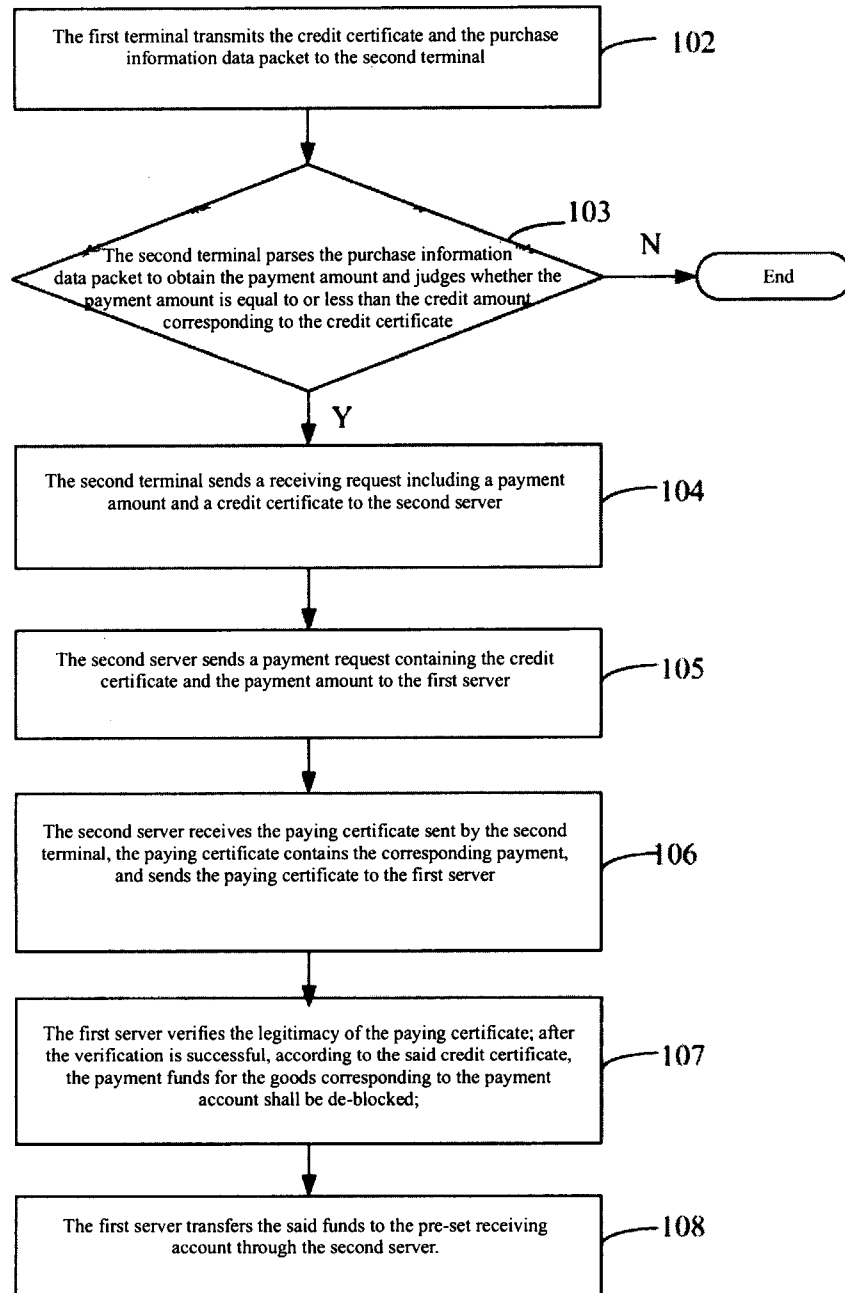 The first terminal transmits the credit certificate and the purchase
information data packet to the second terminal
102
103
The second terminal parses the purchase information
data packet to obtain the payment amount and judges whether the
payment amount is equal to or less than the credit amount
corresponding to the credit certificate
N
End
Y
The second terminal sends a receiving request including a payment
amount and a credit certificate to the second server
104
The second server sends a payment request containing the credit
certificate and the payment amount to the first server
105
The second server receives the paying certificate sent by the second
terminal, the paying certificate contains the corresponding payment,
and sends the paying certificate to the first server
106
The first server verifies the legitimacy of the paying certificate; after
the verification is successful, according to the said credit certificate,
the payment funds for the goods corresponding to the payment
account shall be de-blocked;
107
The first server transfers the said funds to the pre-set receiving
account through the second server.
108